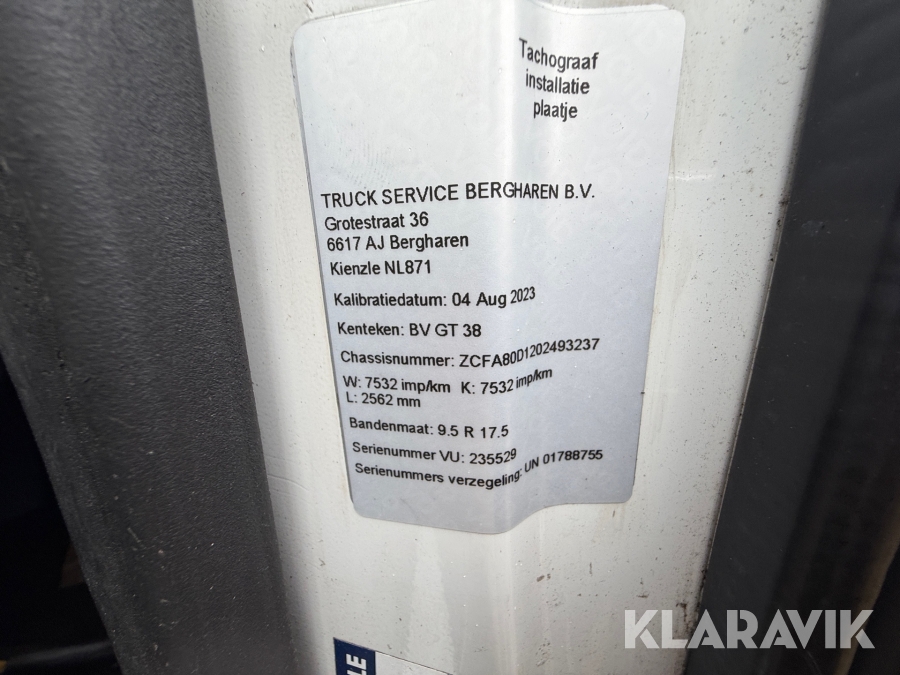 Tachograaf
installatie
plaatje
TRUCK SERVICE BERGHAREN B.V.
Grotestraat 36
6617 AJ Bergharen
Kienzle NL871
Kalibratiedatum: 04 Aug 2023
Kenteken: BV GT 38
Chassisnummer: ZCFA80D1202493237
W: 7532 imp/km K: 7532 imp/km
L: 2562 mm
Bandenmaat: 9.5 R 17.5
Serienummer VU: 235529
Serienummers verzegeling: UN 01788755
LE
KLARAVIK